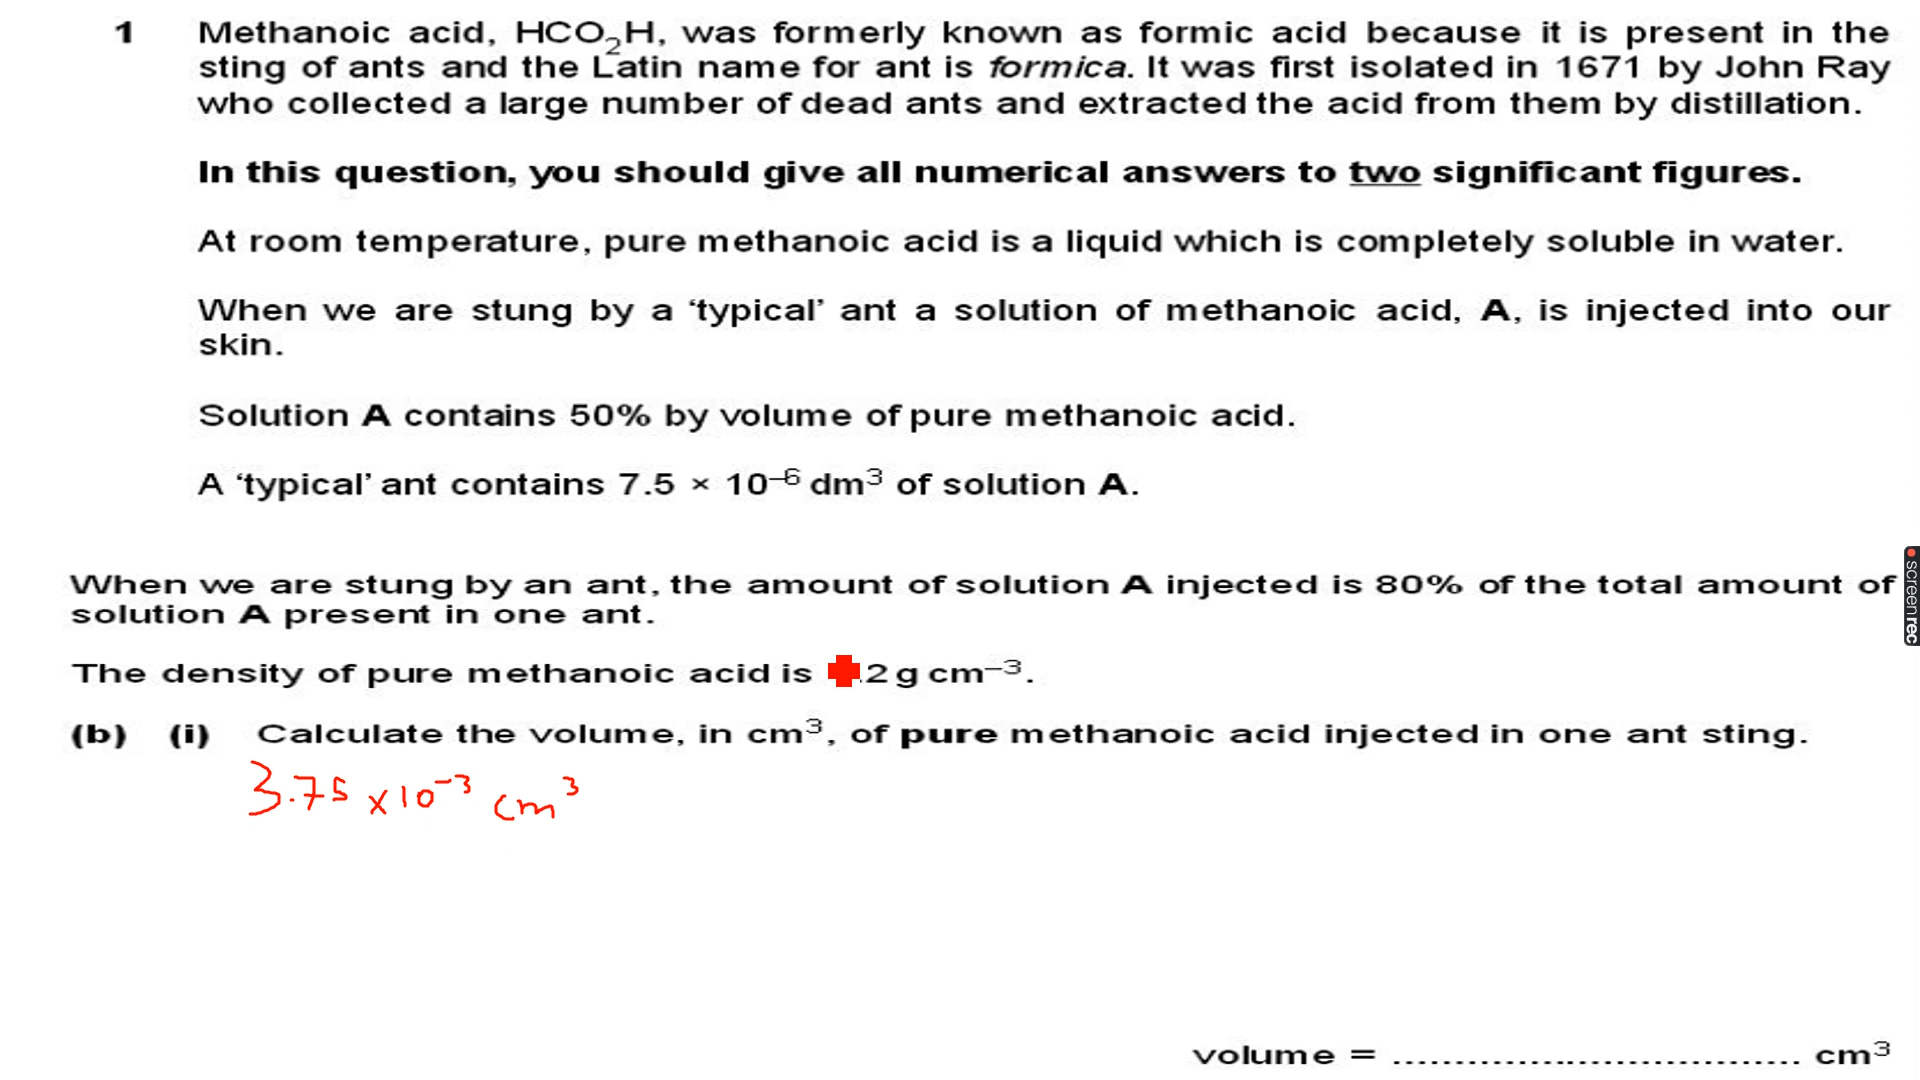 1 Methanoic acid, HCO₂H, was formerly known as formic acid because it is present in the
sting of ants and the Latin name for ant is formica. It was first isolated in 1671 by John Ray
who collected a large number of dead ants and extracted the acid from them by distillation.
In this question, you should give all numerical answers to two significant figures.
At room temperature, pure methanoic acid is a liquid which is completely soluble in water.
When we are stung by a ‘typical’ ant a solution of methanoic acid, A, is injected into our
skin.
Solution A contains 50% by volume of pure methanoic acid.
A ‘typical’ ant contains 7.5 × 10⁻⁶ dm³ of solution A.
When we are stung by an ant, the amount of solution A injected is 80% of the total amount of
solution A present in one ant.
The density of pure methanoic acid is .2 g cm⁻³.
(b) (i) Calculate the volume, in cm³, of pure methanoic acid injected in one ant sting.
3.75 × 10⁻³ cm³
volume = ................................. cm³
screenrec